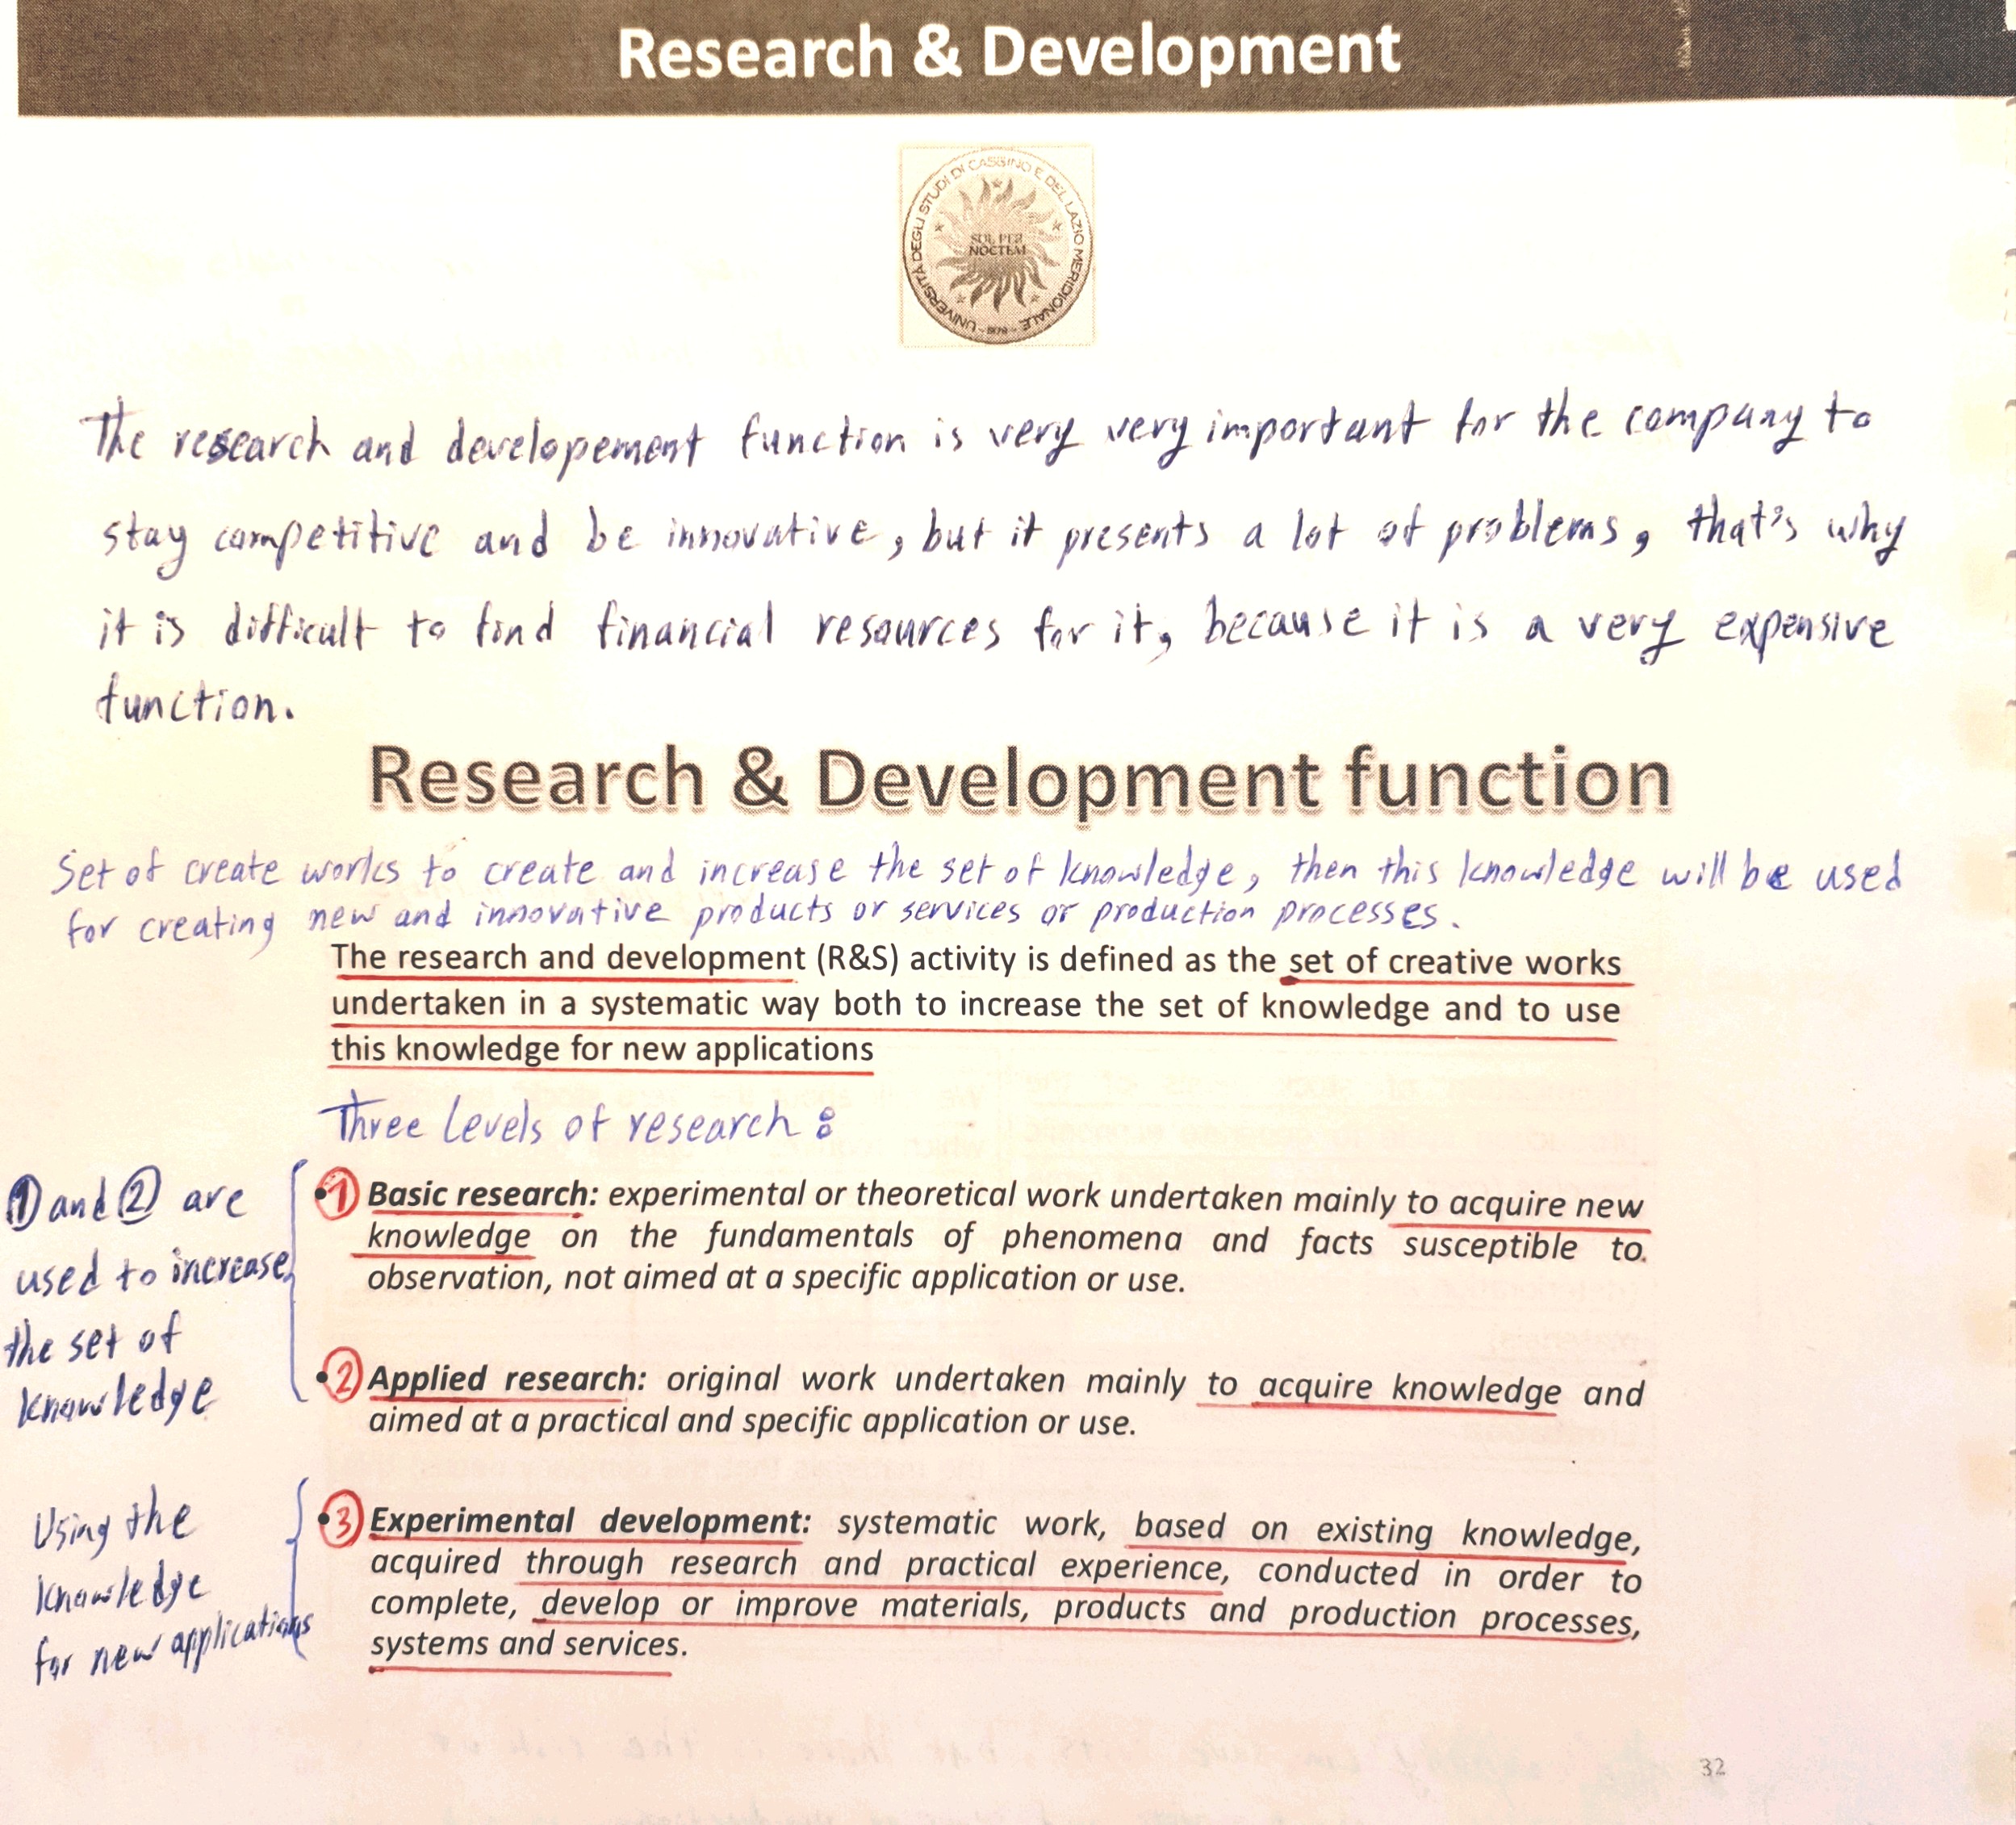 Research & Development
UNIVERSITÀ DEGLI STUDI DI CASSINO E DEL LAZIO MERIDIONALE
SOL PER
NOCTEM
- 1979 -
The research and developement function is very very important for the company to
stay competitive and be innovative, but it presents a lot of problems, that's why
it is difficult to find financial resources for it, because it is a very expensive
function.
Research & Development function
Set of create works to create and increase the set of knowledge, then this knowledge will be used
for creating new and innovative products or services or production processes.
The research and development (R&S) activity is defined as the set of creative works
undertaken in a systematic way both to increase the set of knowledge and to use
this knowledge for new applications
Three levels of research :
① and ② are
used to increase
the set of
knowledge
• ① Basic research: experimental or theoretical work undertaken mainly to acquire new
knowledge on the fundamentals of phenomena and facts susceptible to
observation, not aimed at a specific application or use.
• ② Applied research: original work undertaken mainly to acquire knowledge and
aimed at a practical and specific application or use.
Using the
knowledge
for new applications
• ③ Experimental development: systematic work, based on existing knowledge,
acquired through research and practical experience, conducted in order to
complete, develop or improve materials, products and production processes,
systems and services.
32